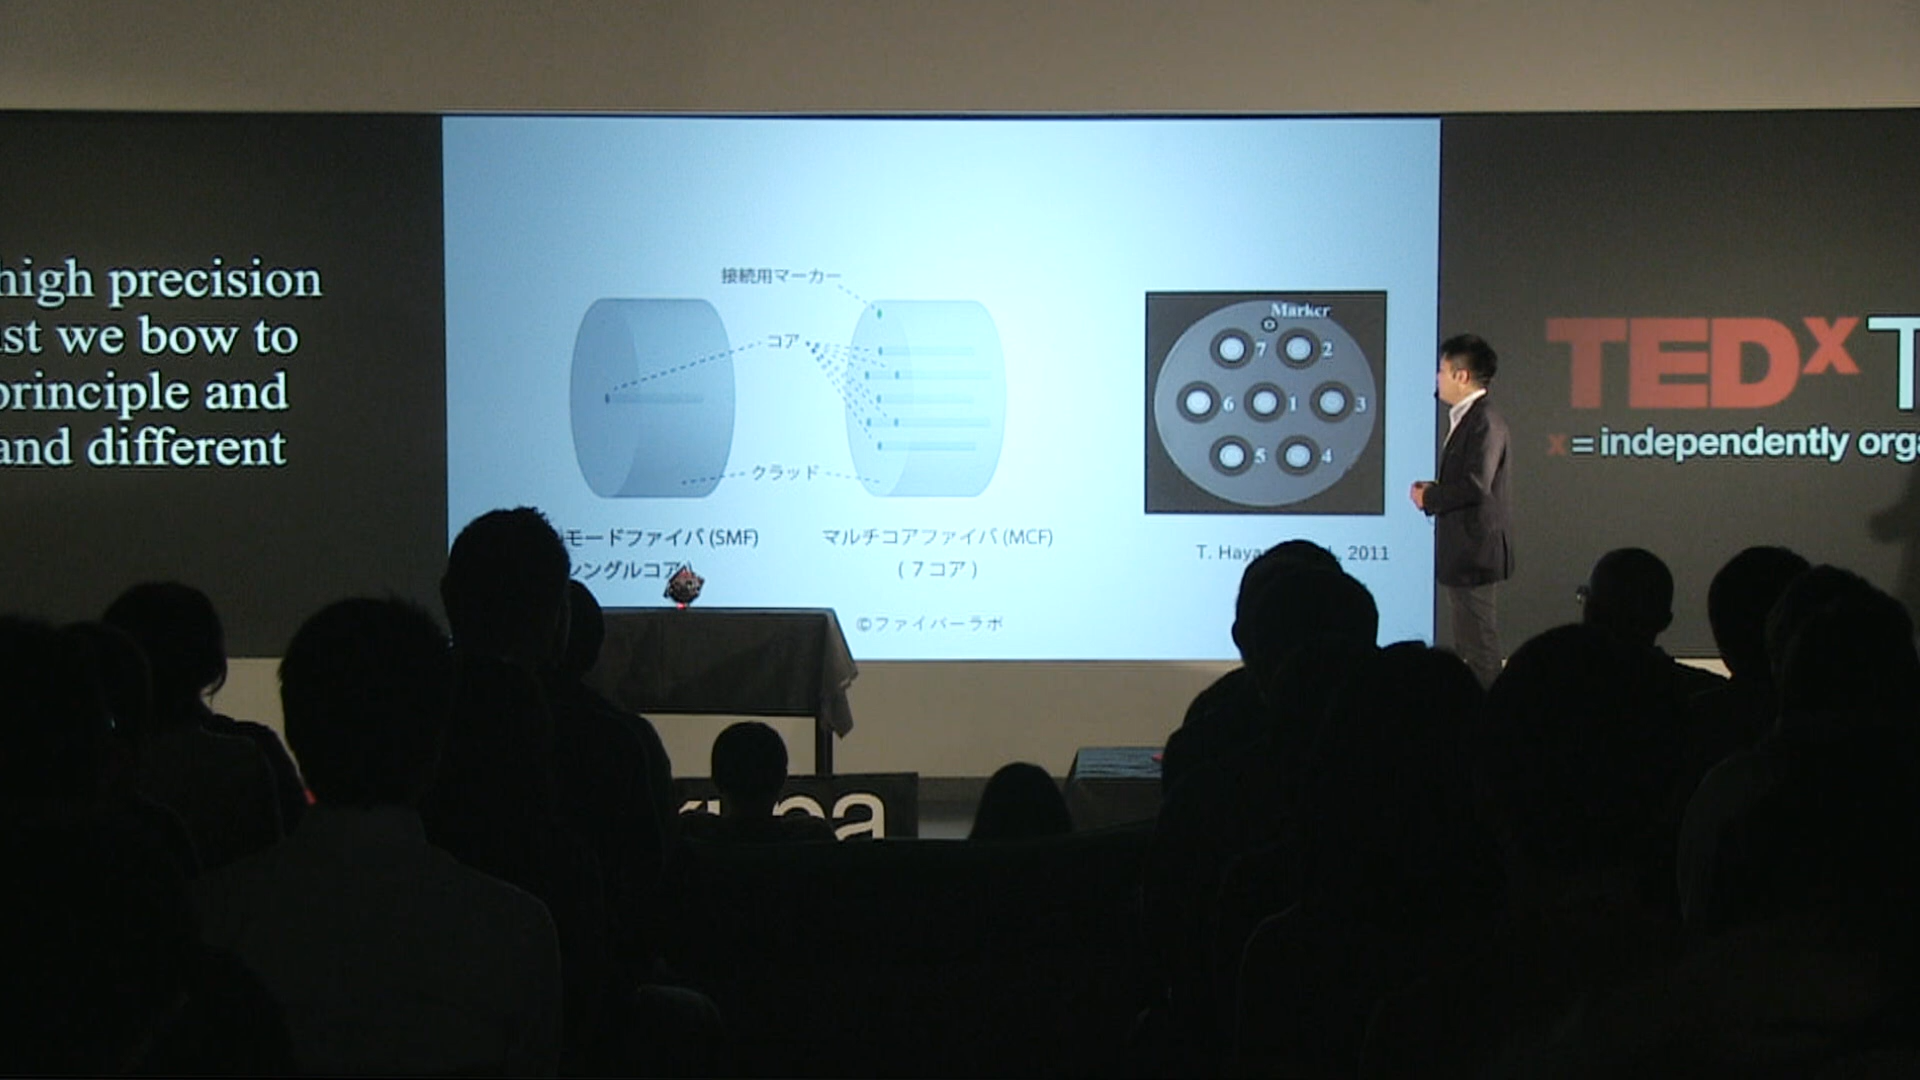 high precision
we bow to
principle and
and different
接続用マーカー
コア
クラッド
モードファイバ (SMF)
シングルコア)
マルチコアファイバ (MCF)
( 7コア )
©ファイバーラボ
Marker
7
2
6
1
3
5
4
T.
2011
TEDx T
x = independently